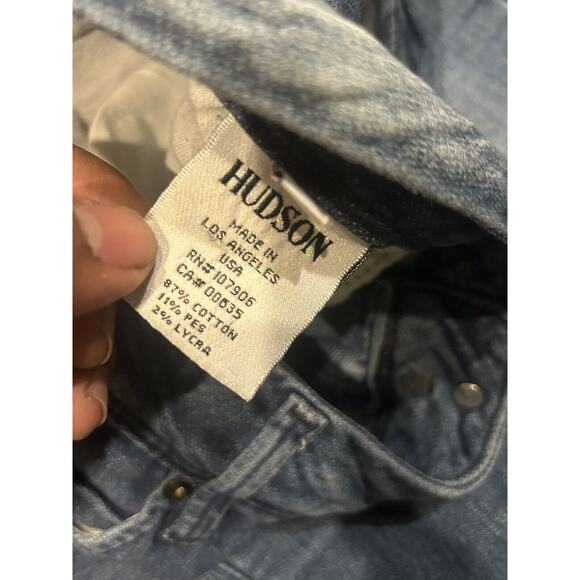 HUDSON
MADE IN
LOS ANGELES
USA
RN# 107906
CA# 00635
87% COTTON
11% PES
2% LYCRA